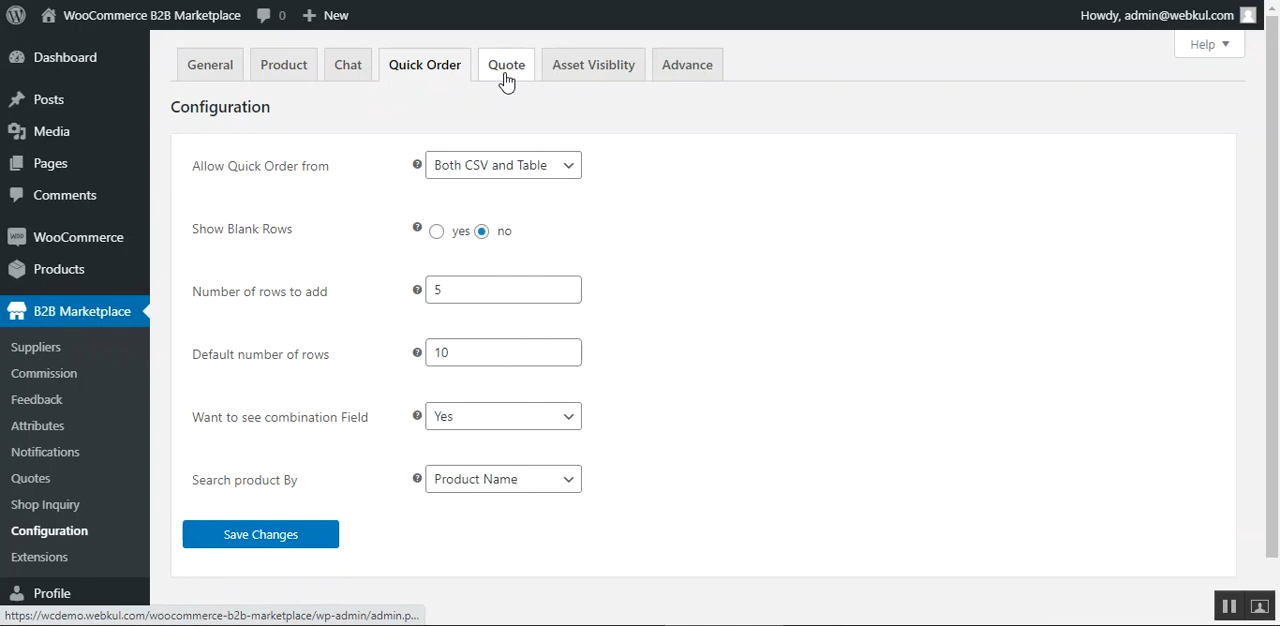 WooCommerce B2B Marketplace 0 New Howdy, admin@webkul.com
Help
Dashboard
Posts
Media
Pages
Comments
WooCommerce
Products
B2B Marketplace
Suppliers
Commission
Feedback
Attributes
Notifications
Quotes
Shop Inquiry
Configuration
Extensions
Profile
General Product Chat Quick Order Quote Asset Visiblity Advance
Configuration
Allow Quick Order from Both CSV and Table
Show Blank Rows yes no
Number of rows to add 5
Default number of rows 10
Want to see combination Field Yes
Search product By Product Name
Save Changes
https://wcdemo.webkul.com/woocommerce-b2b-marketplace/wp-admin/admin.p...